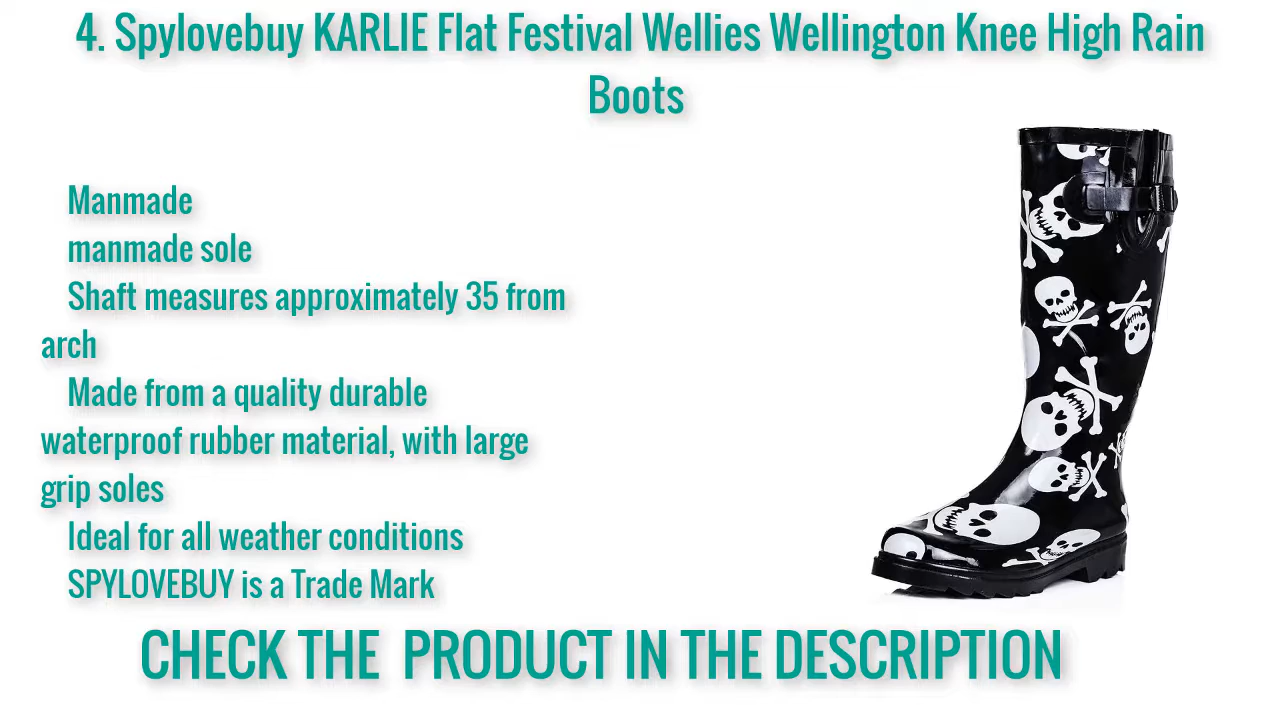 4. Spylovebuy KARLIE Flat Festival Wellies Wellington Knee High Rain
Boots
Manmade
manmade sole
Shaft measures approximately 35 from
arch
Made from a quality durable
waterproof rubber material, with large
grip soles
Ideal for all weather conditions
SPYLOVEBUY is a Trade Mark
CHECK THE  PRODUCT IN THE DESCRIPTION